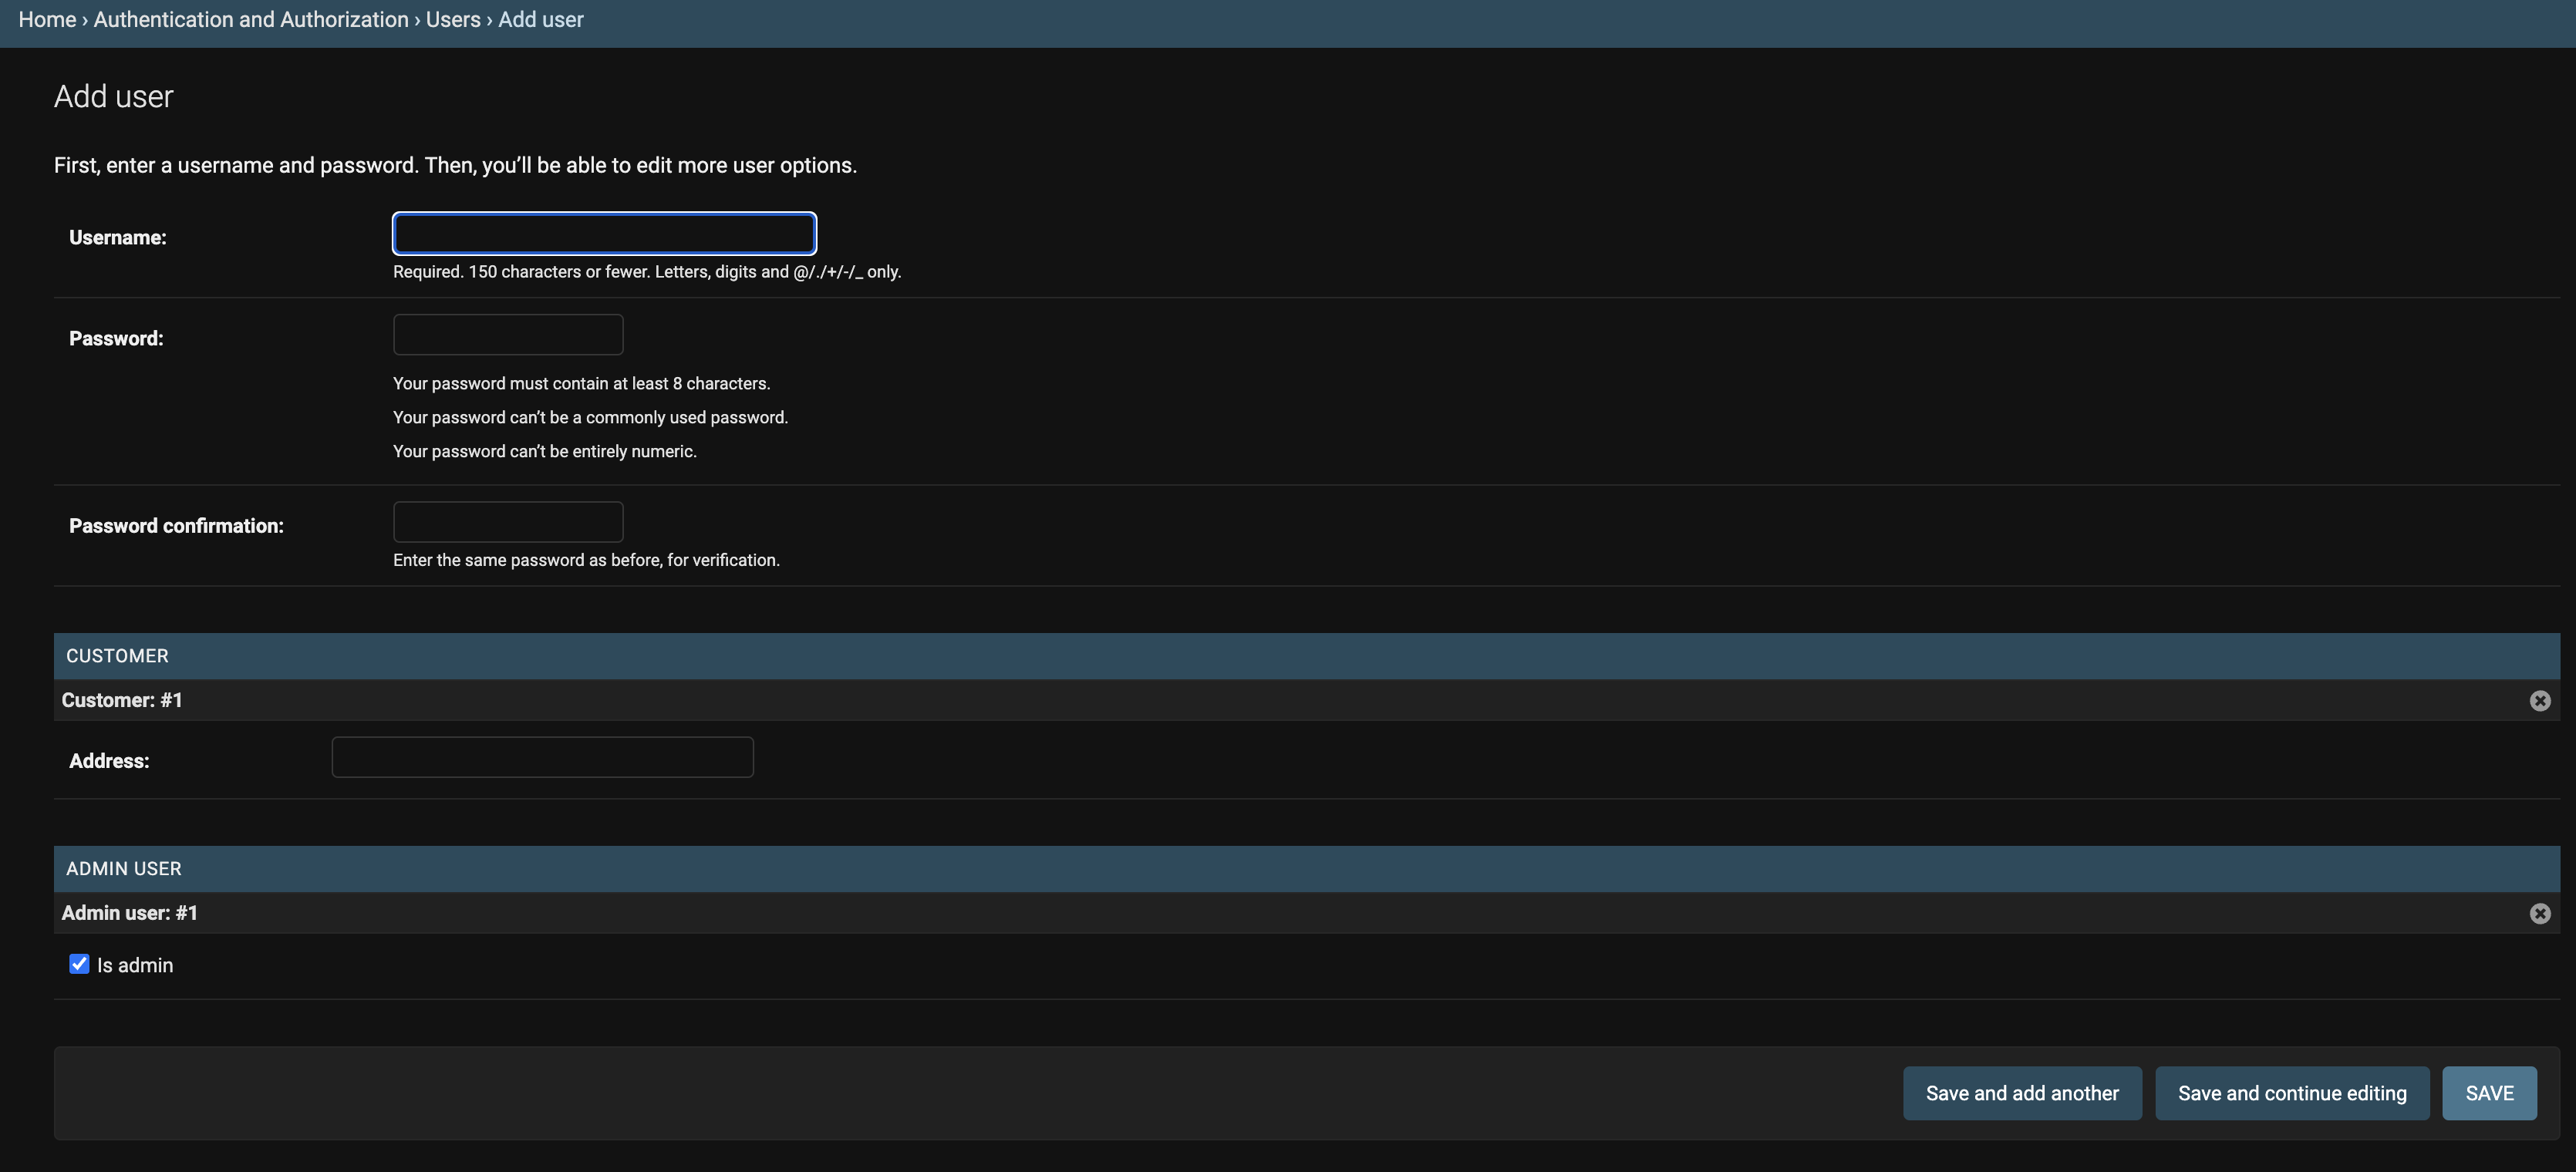 Home › Authentication and Authorization › Users › Add user
Add user
First, enter a username and password. Then, you’ll be able to edit more user options.
Username:
Required. 150 characters or fewer. Letters, digits and @/./+/-/_ only.
Password:
Your password must contain at least 8 characters.
Your password can’t be a commonly used password.
Your password can’t be entirely numeric.
Password confirmation:
Enter the same password as before, for verification.
CUSTOMER
Customer: #1
Address:
ADMIN USER
Admin user: #1
Is admin
Save and add another
Save and continue editing
SAVE